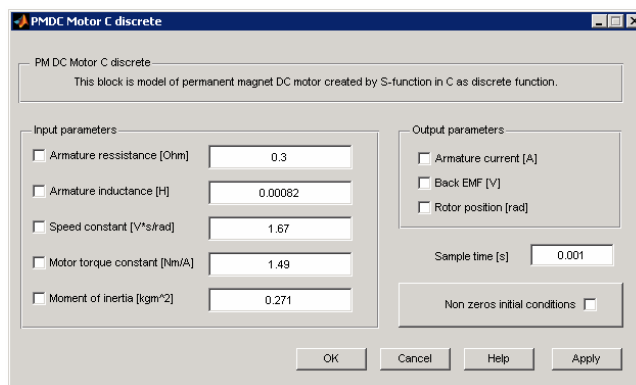 PMDC Motor C discrete
PM DC Motor C discrete
This block is model of permanent magnet DC motor created by S-function in C as discrete function.
Input parameters
Armature ressistance [Ohm] 0.3
Armature inductance [H] 0.00082
Speed constant [V*s/rad] 1.67
Motor torque constant [Nm/A] 1.49
Moment of inertia [kgm^2] 0.271
Output parameters
Armature current [A]
Back EMF [V]
Rotor position [rad]
Sample time [s] 0.001
Non zeros initial conditions
OK Cancel Help Apply